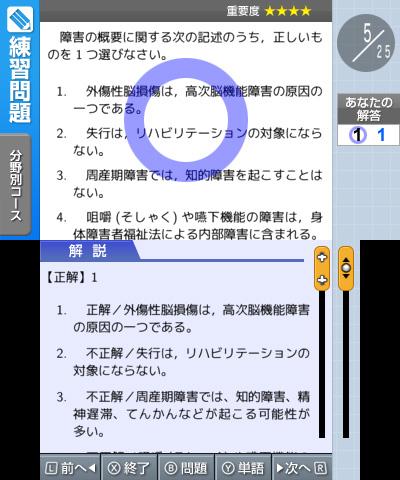 重要度 ★★★★
練習問題
分野別コース
障害の概要に関する次の記述のうち，正しいも
のを１つ選びなさい。
1. 外傷性脳損傷は，高次脳機能障害の原因の
一つである。
2. 失行は，リハビリテーションの対象になら
ない。
3. 周産期障害では，知的障害を起こすことは
ない。
4. 咀嚼 (そしゃく) や嚥下機能の障害は，身
体障害者福祉法による内部障害に含まれる。
5/25
あなたの
解答
1 1
解説
【正解】1
1. 正解／外傷性脳損傷は，高次脳機能障害
の原因の一つである。
2. 不正解／失行は，リハビリテーションの
対象にならない。
3. 不正解／周産期障害では、知的障害、精
神遅滞、てんかんなどが起こる可能性が
多い。
L 前へ
X 終了
B 問題
Y 単語
次へ R